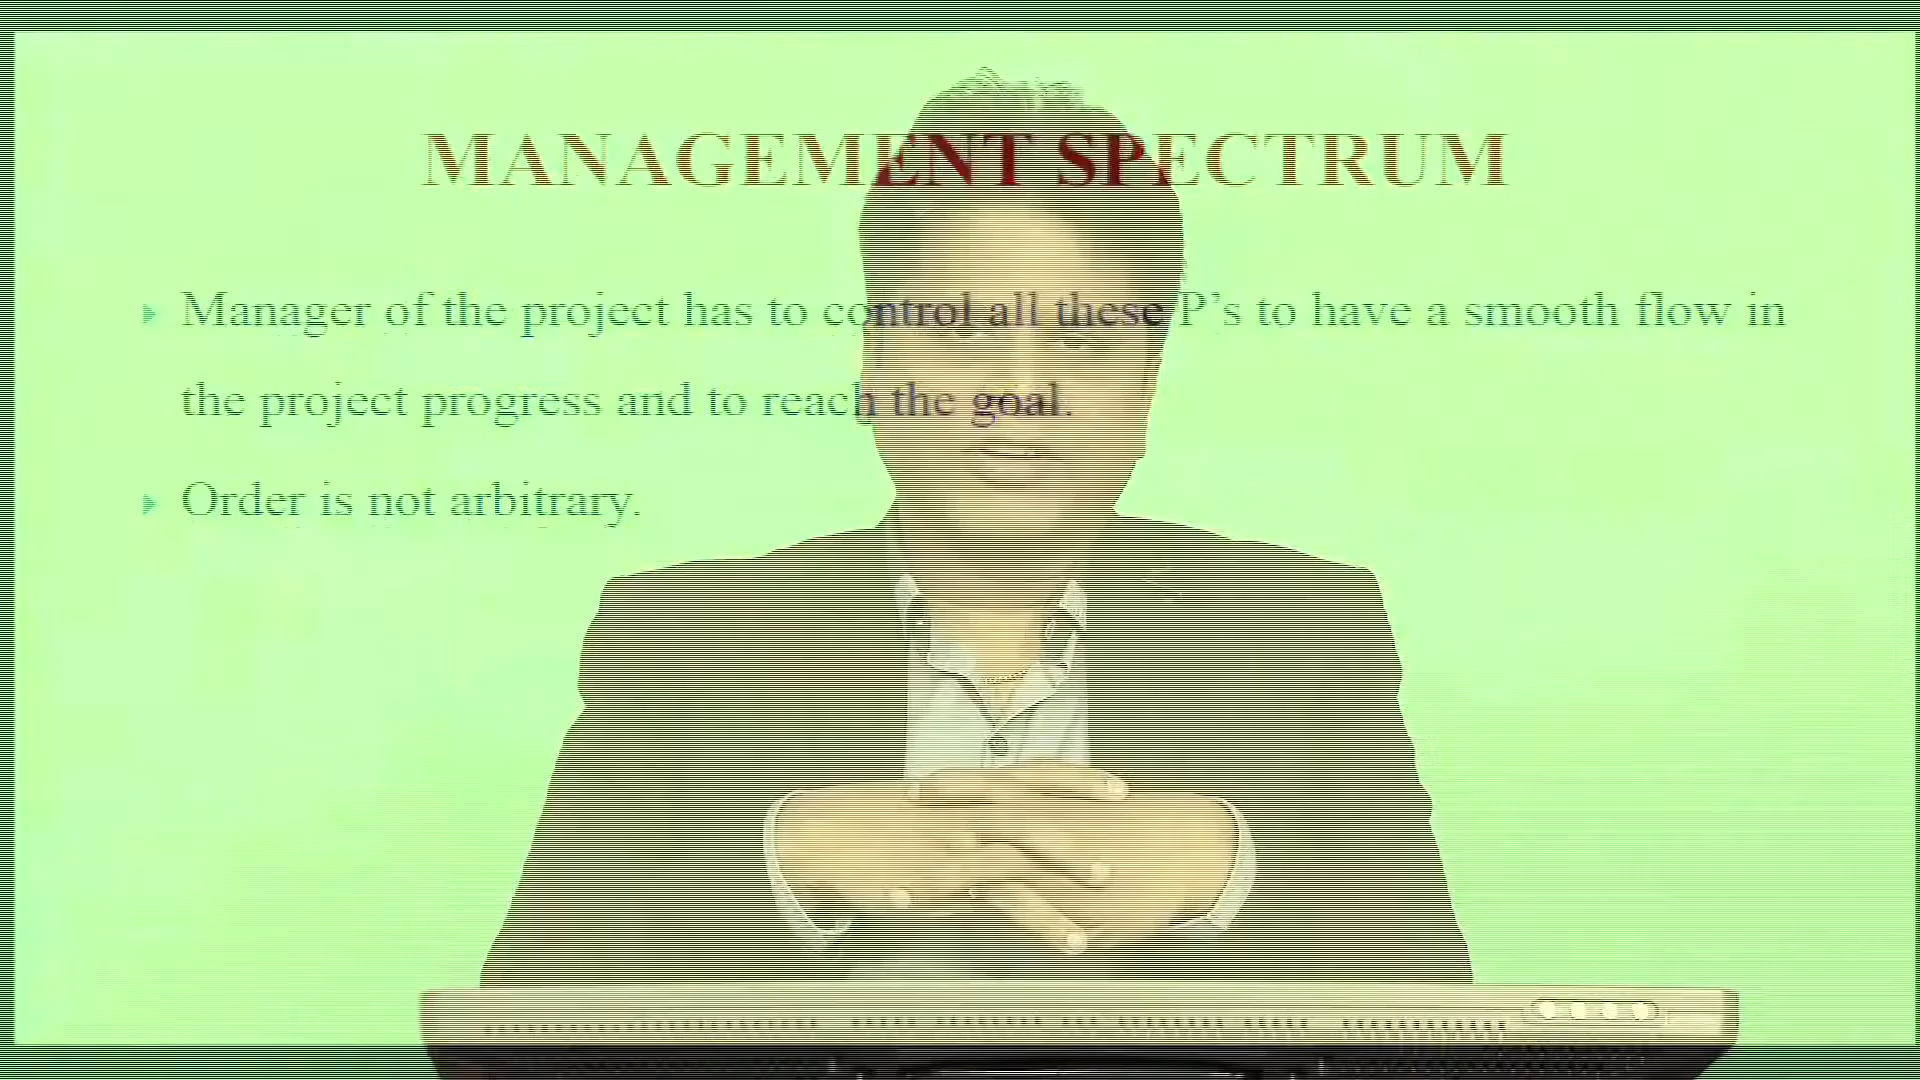 MANAGEMENT SPECTRUM
Manager of the project has to control all these P's to have a smooth flow in
the project progress and to reach the goal.
Order is not arbitrary.